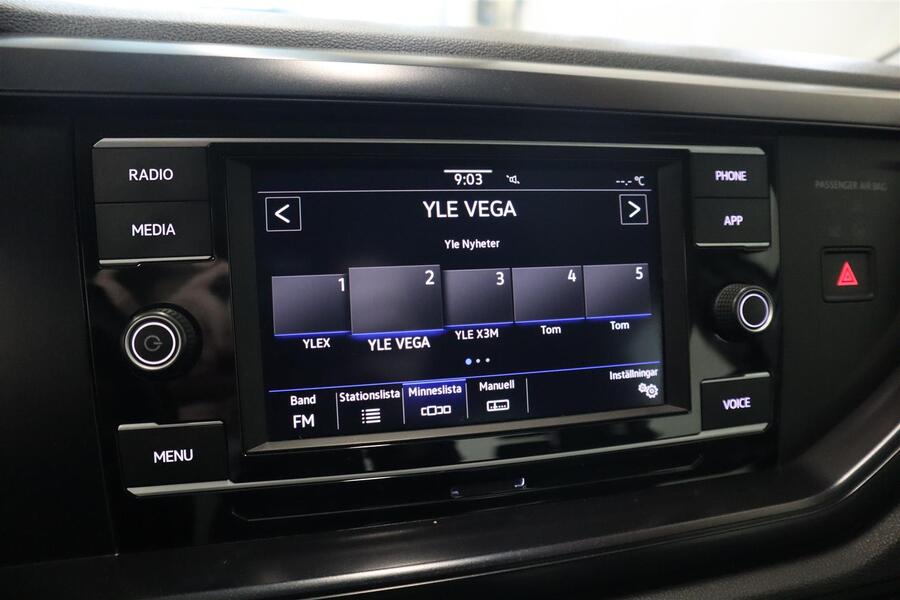 RADIO
MEDIA
MENU
9:03
--.- °C
<
YLE VEGA
>
Yle Nyheter
1
2
3
4
5
YLEX
YLE VEGA
YLE X3M
Tom
Tom
Band
FM
Stationslista
Minneslista
Manuell
Inställningar
PHONE
APP
VOICE
PASSENGER AIR BAG